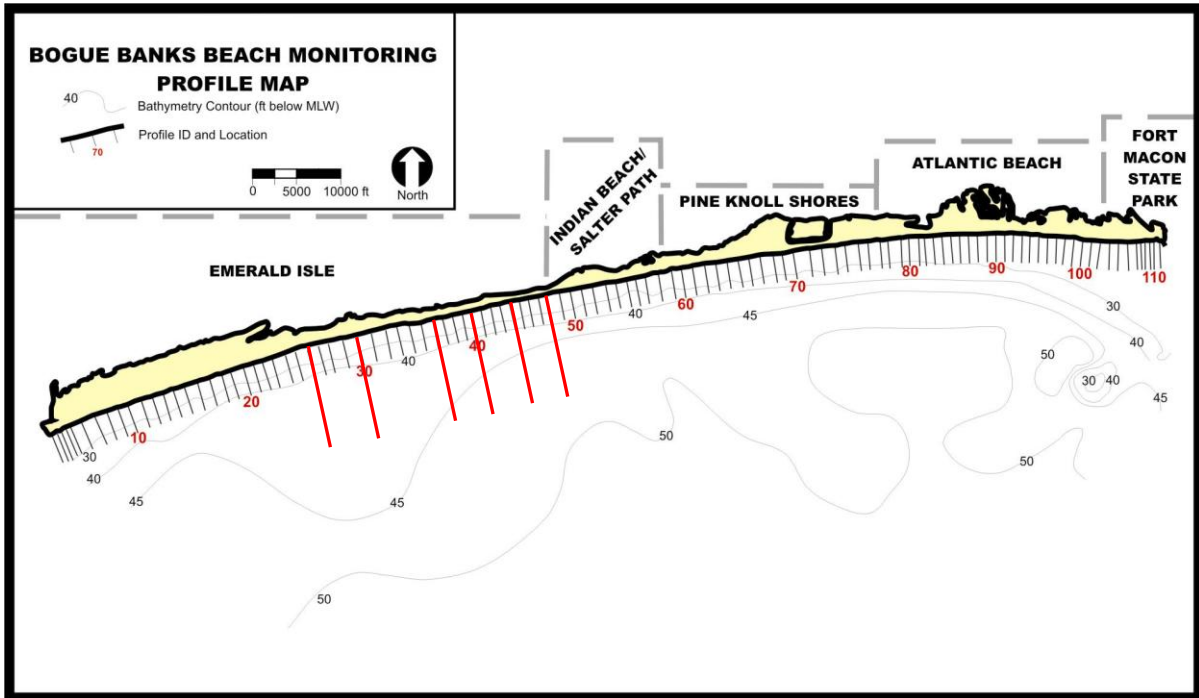 BOGUE BANKS BEACH MONITORING
PROFILE MAP
40
Bathymetry Contour (ft below MLW)
Profile ID and Location
70
0 5000 10000 ft
North
EMERALD ISLE
INDIAN BEACH/
SALTER PATH
PINE KNOLL SHORES
ATLANTIC BEACH
FORT
MACON
STATE
PARK
10
20
30
40
50
60
70
80
90
100
110
30
40
45
40
45
50
40
45
50
50
30
40
30
40
45
50